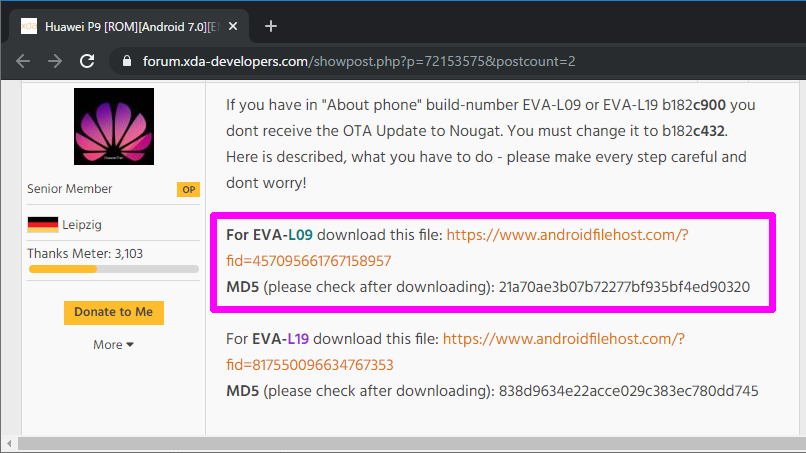 Huawei P9 [ROM][Android 7.0][E
forum.xda-developers.com/showpost.php?p=72153575&postcount=2
Huawei Fan
Senior Member
OP
Leipzig
Thanks Meter: 3,103
Donate to Me
More
If you have in "About phone" build-number EVA-L09 or EVA-L19 b182c900 you
dont receive the OTA Update to Nougat. You must change it to b182c432.
Here is described, what you have to do - please make every step careful and
dont worry!
For EVA-L09 download this file: https://www.androidfilehost.com/?
fid=457095661767158957
MD5 (please check after downloading): 21a70ae3b07b72277bf935bf4ed90320
For EVA-L19 download this file: https://www.androidfilehost.com/?
fid=817550096634767353
MD5 (please check after downloading): 838d9634e22acce029c383ec780dd745